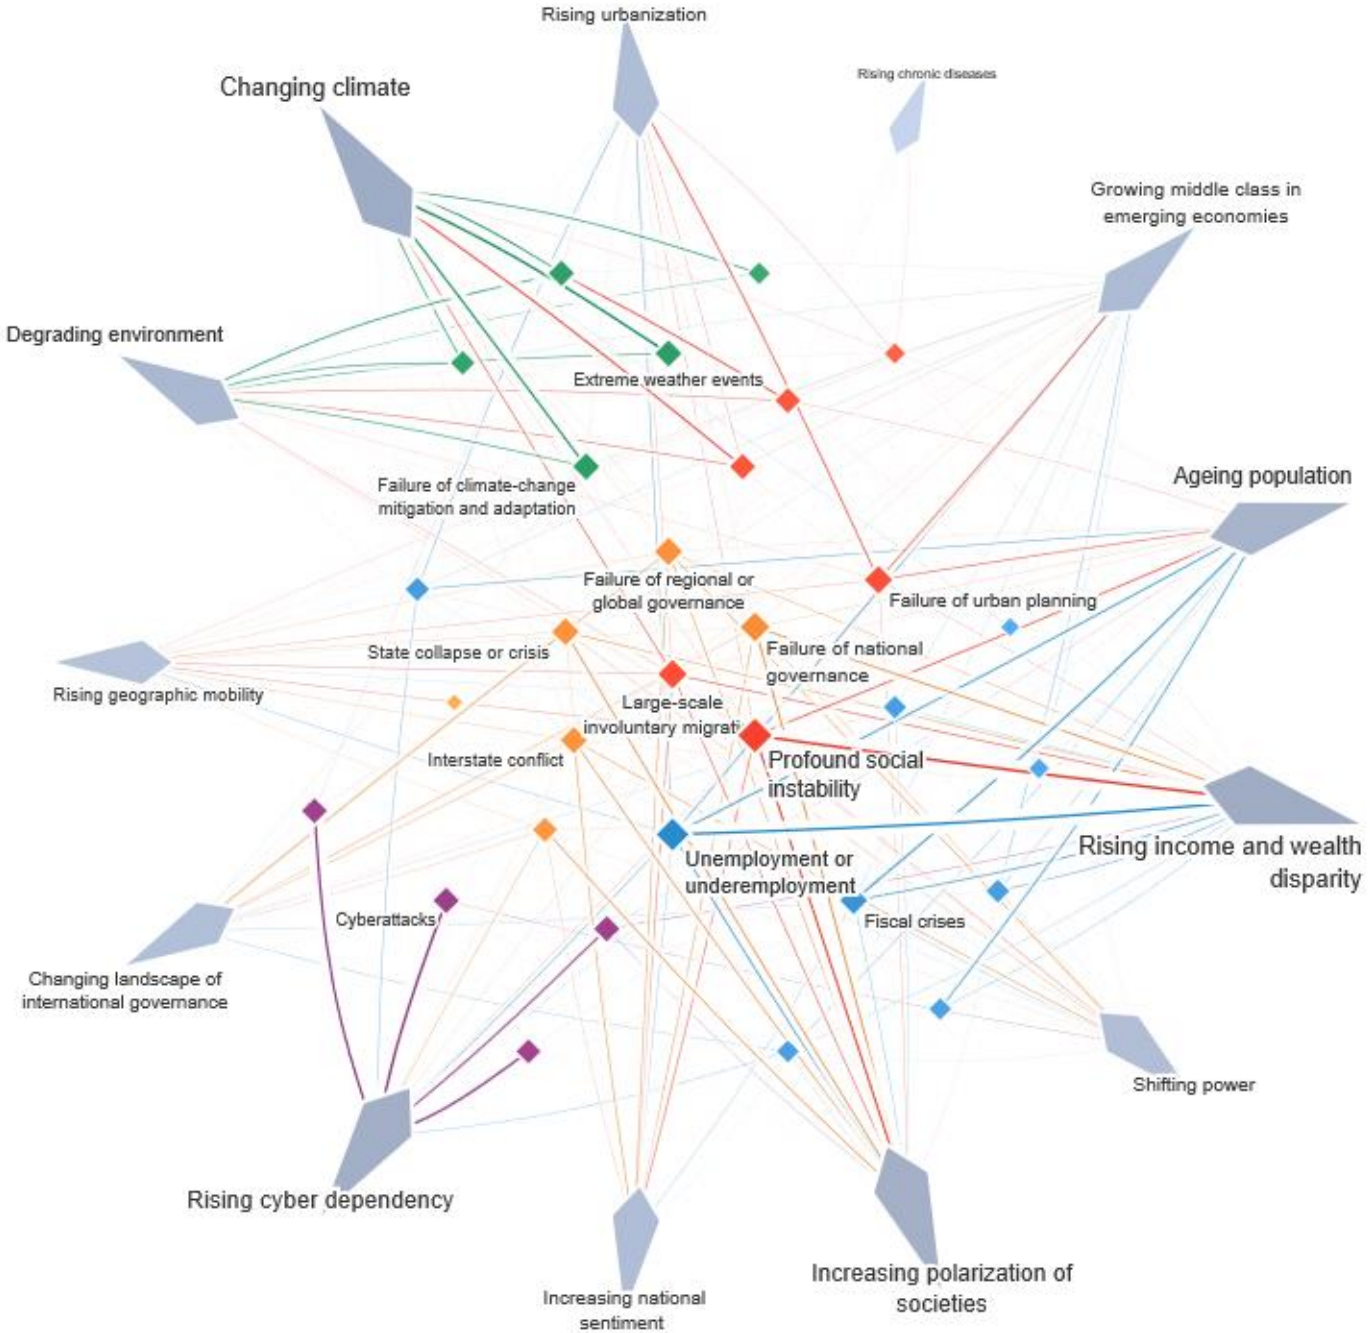 Rising urbanization
Rising chronic diseases
Changing climate
Growing middle class in
emerging economies
Degrading environment
Extreme weather events
Ageing population
Failure of climate-change
mitigation and adaptation
Failure of regional or
global governance
Failure of urban planning
State collapse or crisis
Failure of national
governance
Rising geographic mobility
Large-scale
involuntary migrati
Interstate conflict
Profound social
instability
Rising income and wealth
disparity
Unemployment or
underemployment
Cyberattacks
Fiscal crises
Changing landscape of
international governance
Shifting power
Rising cyber dependency
Increasing polarization of
societies
Increasing national
sentiment